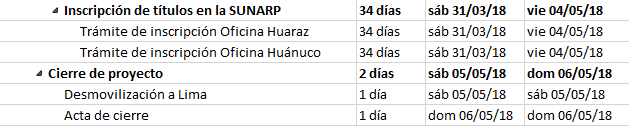 Inscripción de títulos en la SUNARP 34 días sáb 31/03/18 vie 04/05/18
Trámite de inscripción Oficina Huaraz 34 días sáb 31/03/18 vie 04/05/18
Trámite de inscripción Oficina Huánuco 34 días sáb 31/03/18 vie 04/05/18
Cierre de proyecto 2 días sáb 05/05/18 dom 06/05/18
Desmovilización a Lima 1 día sáb 05/05/18 sáb 05/05/18
Acta de cierre 1 día dom 06/05/18 dom 06/05/18